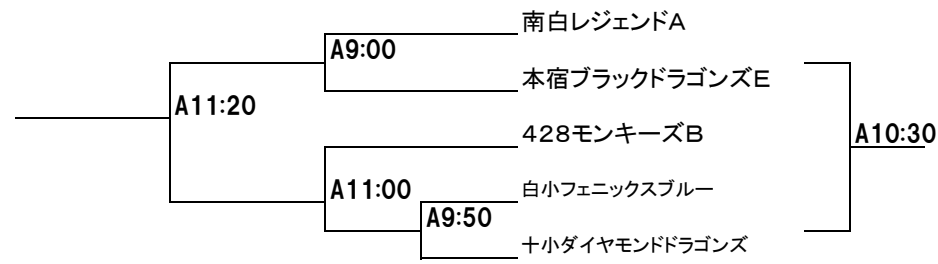 南白レジェンドA
A9:00
本宿ブラックドラゴンズE
A11:20
428モンキーズB
A10:30
A11:00
白小フェニックスブルー
A9:50
十小ダイヤモンドドラゴンズ